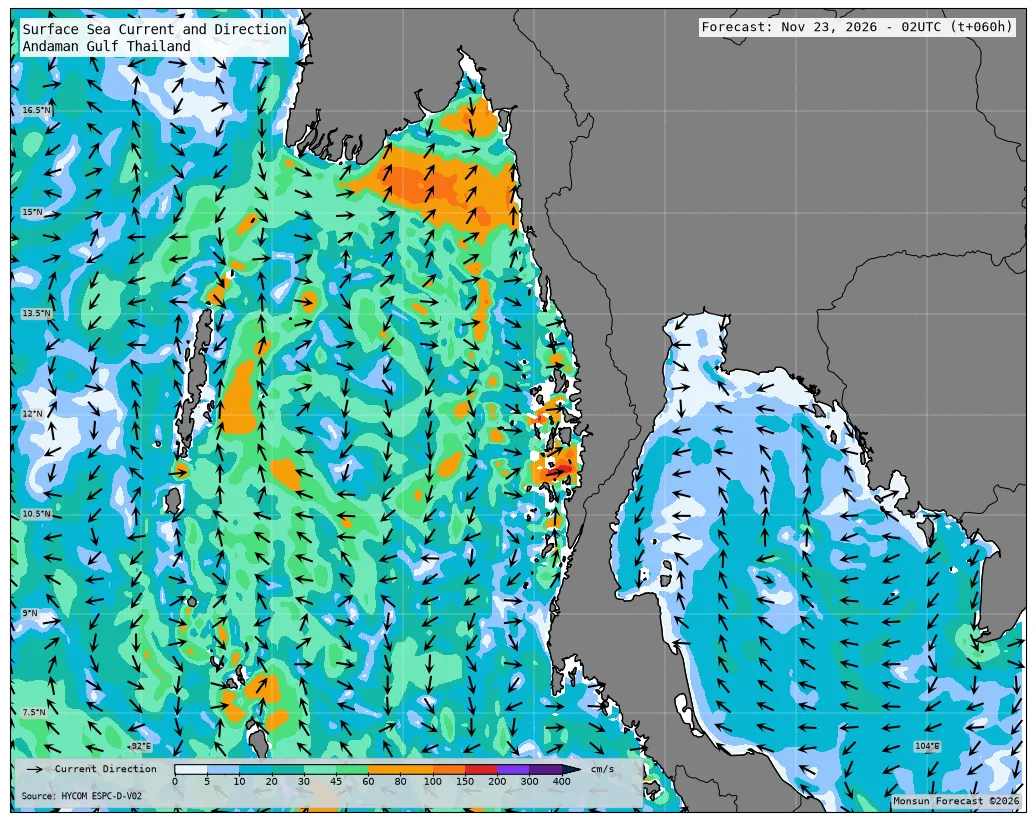 Surface Sea Current and Direction
Andaman Gulf Thailand
Forecast: Nov 23, 2026 - 02UTC (t+060h)
16.5°N
15°N
13.5°N
12°N
10.5°N
9°N
7.5°N
92°E
104°E
Current Direction
0 5 10 20 30 45 60 80 100 150 200 300 400 cm/s
Source: HYCOM ESPC-D-V02
Monsun Forecast ©2026